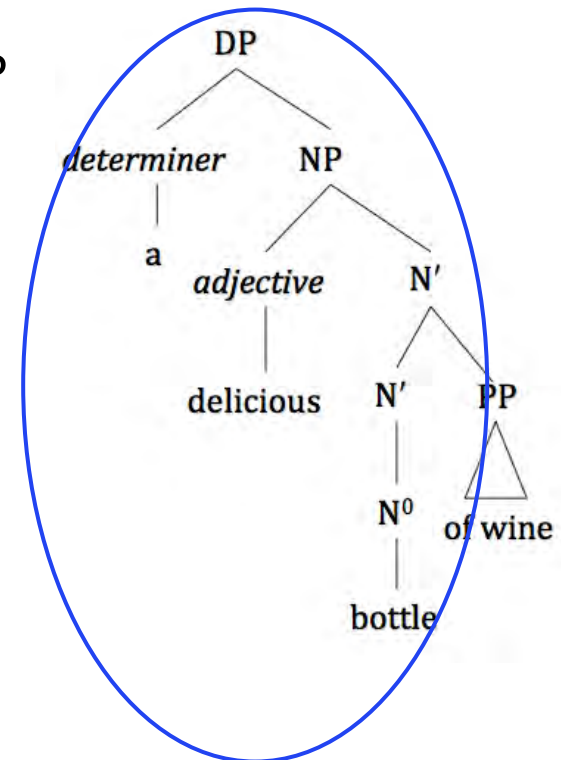 DP
determiner NP
a
adjective N′
delicious N′ PP
N⁰
of wine
bottle